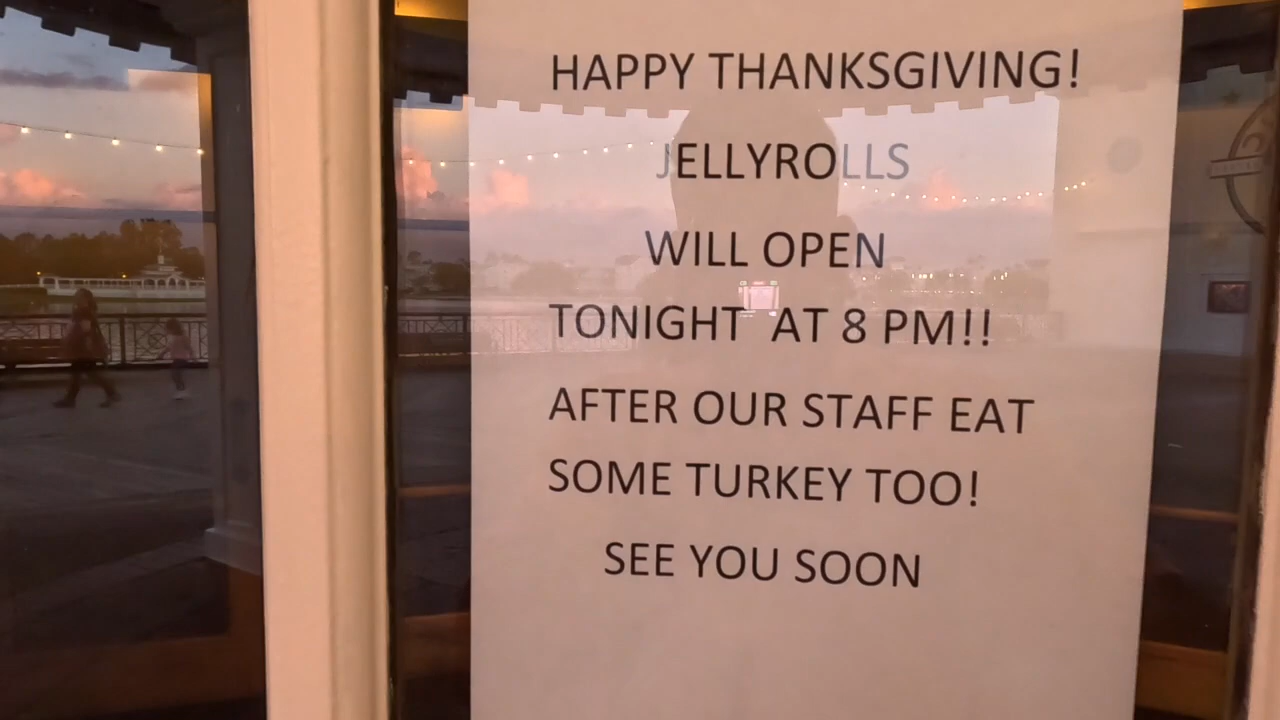 HAPPY THANKSGIVING!
JELLYROLLS
WILL OPEN
TONIGHT AT 8 PM!!
AFTER OUR STAFF EAT
SOME TURKEY TOO!
SEE YOU SOON